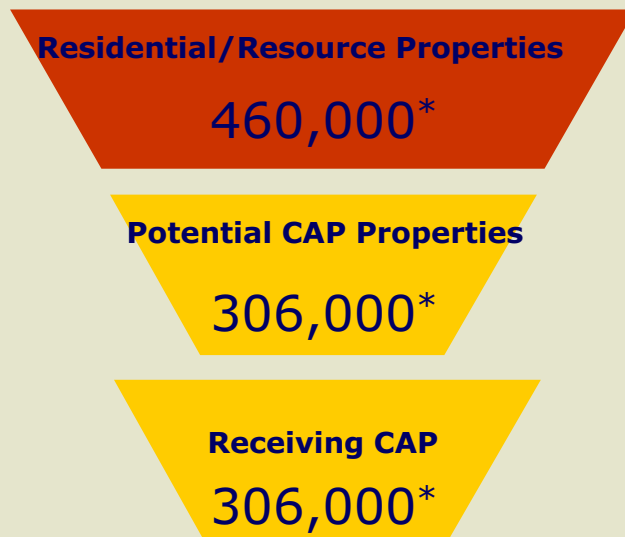 Residential/Resource Properties
460,000*
Potential CAP Properties
306,000*
Receiving CAP
306,000*